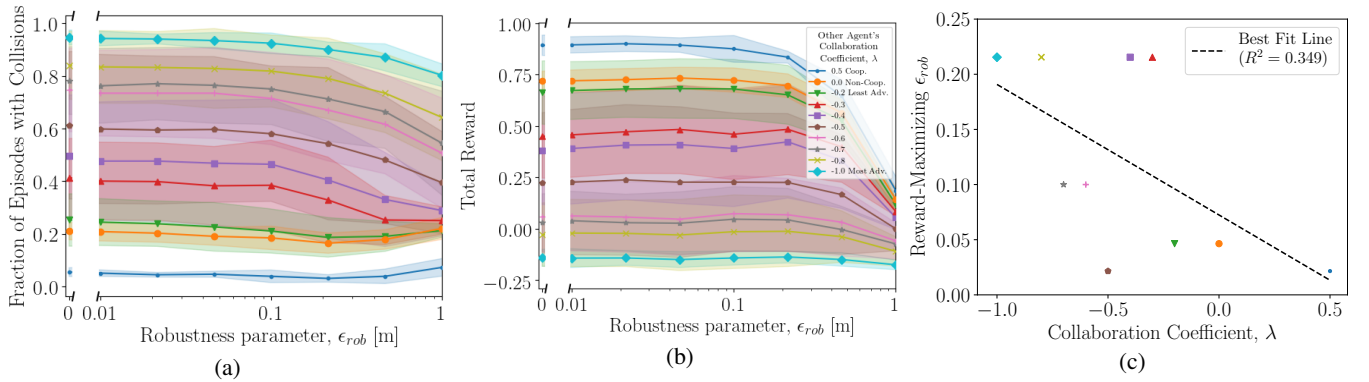 Fraction of Episodes with Collisions
1.0
0.8
0.6
0.4
0.2
0.0
0
0.01
0.1
1
Robustness parameter, ϵ_rob [m]
(a)
Total Reward
1.00
0.75
0.50
0.25
0.00
−0.25
0
0.01
0.1
1
Robustness parameter, ϵ_rob [m]
Other Agent's
Collaboration
Coefficient, λ
0.5 Coop.
0.0 Non-Coop.
-0.2 Least Adv.
-0.3
-0.4
-0.5
-0.6
-0.7
-0.8
-1.0 Most Adv.
(b)
Reward-Maximizing ϵ_rob
0.25
0.20
0.15
0.10
0.05
0.00
−1.0
−0.5
0.0
0.5
Collaboration Coefficient, λ
Best Fit Line
(R² = 0.349)
(c)